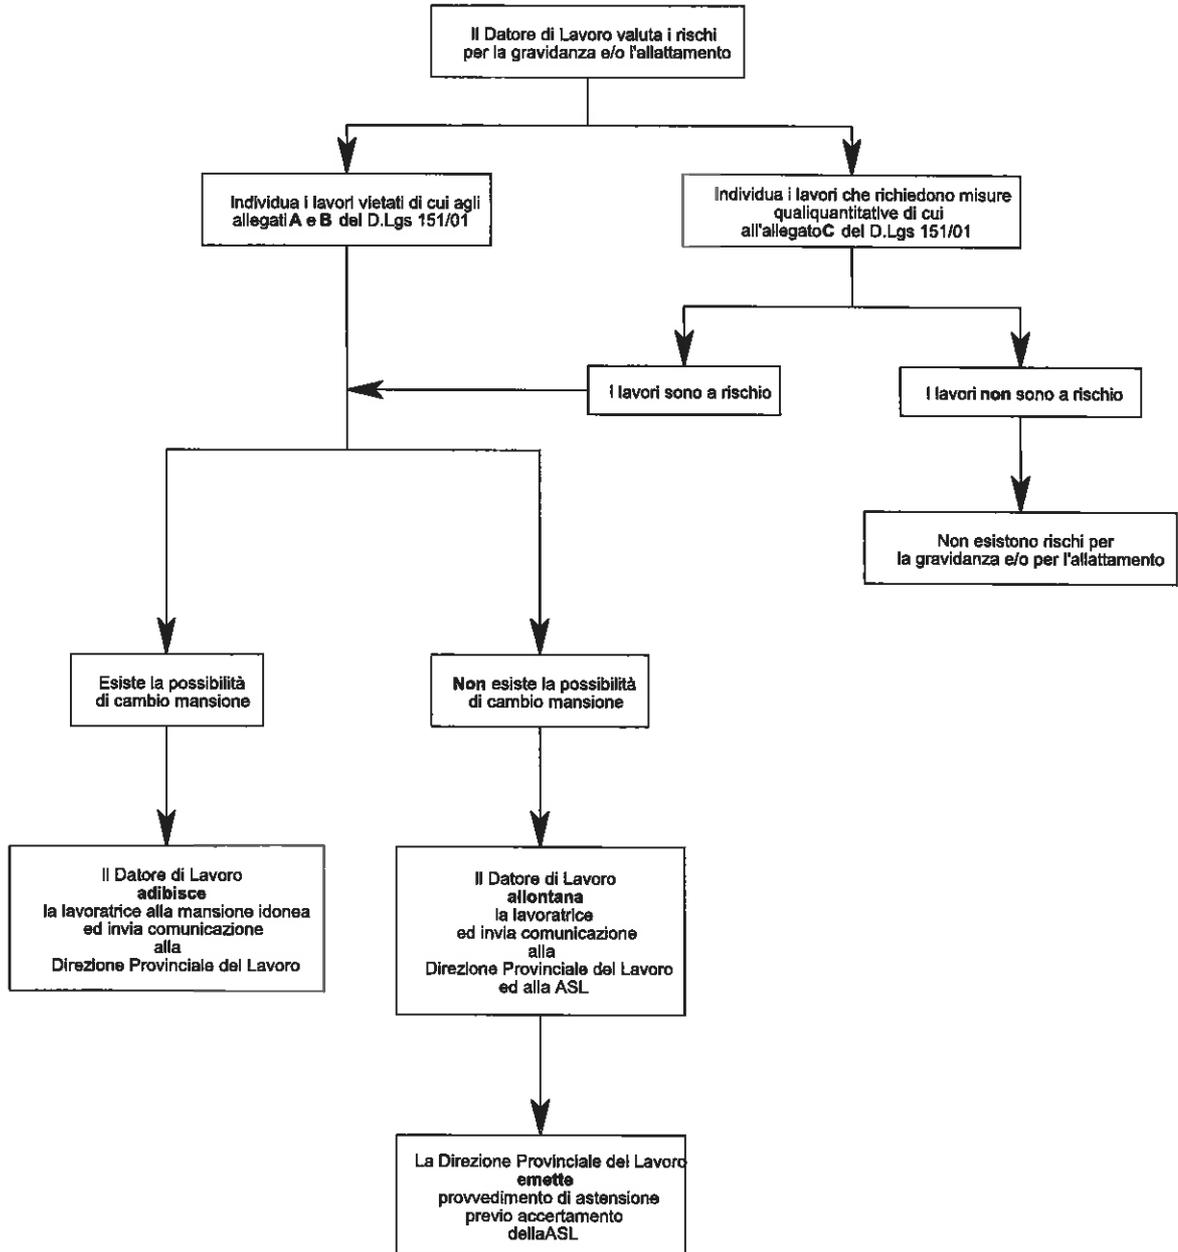 Il Datore di Lavoro valuta i rischi
per la gravidanza e/o l'allattamento
Individua i lavori vietati di cui agli
allegati A e B del D.Lgs 151/01
Individua i lavori che richiedono misure
qualiquantitative di cui
all'allegatoC del D.Lgs 151/01
I lavori sono a rischio
I lavori non sono a rischio
Non esistono rischi per
la gravidanza e/o per l'allattamento
Esiste la possibilità
di cambio mansione
Non esiste la possibilità
di cambio mansione
Il Datore di Lavoro
adibisce
la lavoratrice alla mansione idonea
ed invia comunicazione
alla
Direzione Provinciale del Lavoro
Il Datore di Lavoro
allontana
la lavoratrice
ed invia comunicazione
alla
Direzione Provinciale del Lavoro
ed alla ASL
La Direzione Provinciale del Lavoro
emette
provvedimento di astensione
previo accertamento
dellaASL